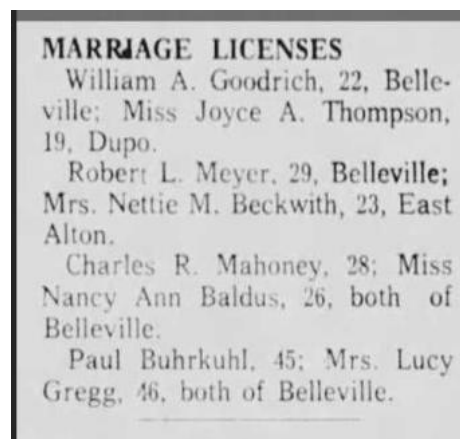 MARRIAGE LICENSES
William A. Goodrich, 22, Belle-
ville; Miss Joyce A. Thompson,
19, Dupo.
Robert L. Meyer, 29, Belleville;
Mrs. Nettie M. Beckwith, 23, East
Alton.
Charles R. Mahoney, 28; Miss
Nancy Ann Baldus, 26, both of
Belleville.
Paul Buhrkuhl, 45; Mrs. Lucy
Gregg, 46, both of Belleville.